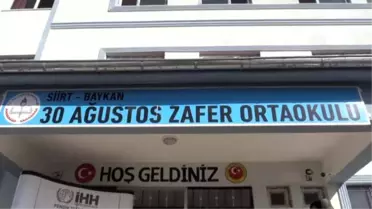 SİİRT - BAYKAN
30 AĞUSTOS ZAFER ORTAOKULU
HOŞ GELDİNİZ
İHH